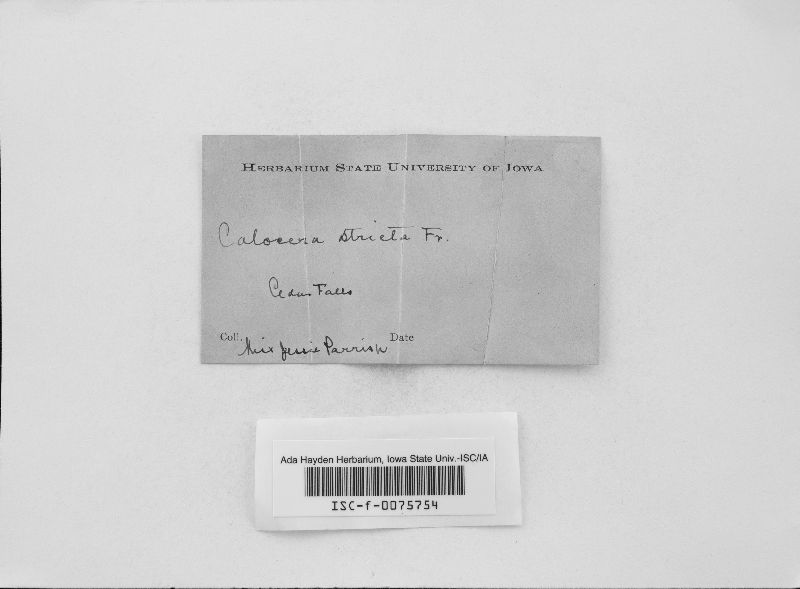 HERBARIUM STATE UNIVERSITY OF IOWA
Calocera stricta Fr.
Cedar Falls
Coll. Miss Jessie Parrish Date
Ada Hayden Herbarium, Iowa State Univ.-ISC/IA
ISC-f-0075754